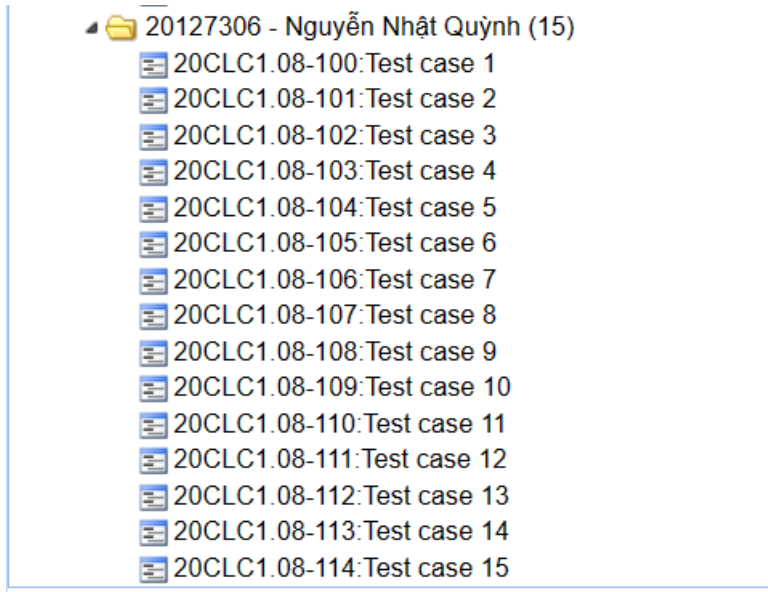 20127306 - Nguyễn Nhật Quỳnh (15)
20CLC1.08-100:Test case 1
20CLC1.08-101:Test case 2
20CLC1.08-102:Test case 3
20CLC1.08-103:Test case 4
20CLC1.08-104:Test case 5
20CLC1.08-105:Test case 6
20CLC1.08-106:Test case 7
20CLC1.08-107:Test case 8
20CLC1.08-108:Test case 9
20CLC1.08-109:Test case 10
20CLC1.08-110:Test case 11
20CLC1.08-111:Test case 12
20CLC1.08-112:Test case 13
20CLC1.08-113:Test case 14
20CLC1.08-114:Test case 15